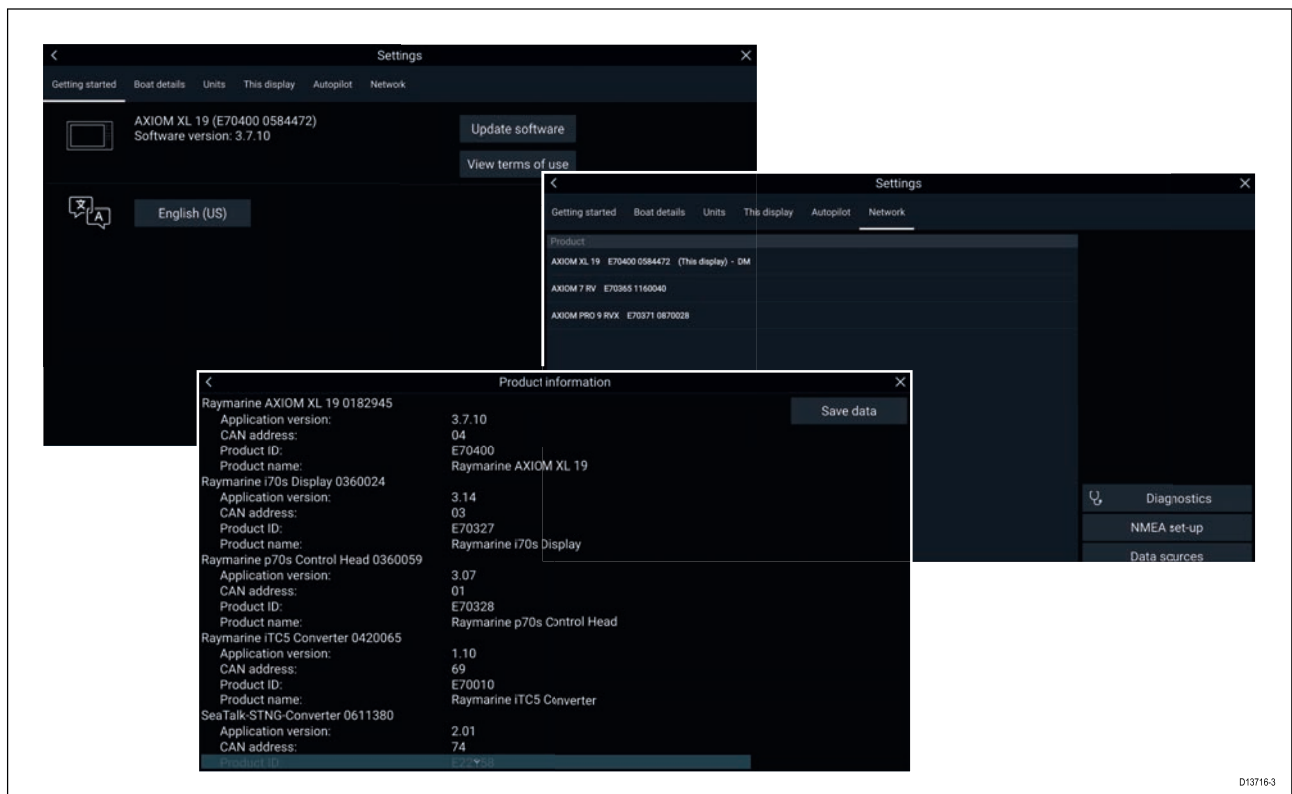 Settings
Getting started Boat details Units This display Autopilot Network
AXIOM XL 19 (E70400 0584472)
Software version: 3.7.10
Update software
View terms of use
文 A
English (US)
Settings
Getting started Boat details Units This display Autopilot Network
Product
AXIOM XL 19 E70400 0584472 (This display) - DM
AXIOM 7 RV E70365 1160040
AXIOM PRO 9 RVX E70371 0870028
Diagnostics
NMEA set-up
Data sources
Product information
Save data
Raymarine AXIOM XL 19 0182945
Application version: 3.7.10
CAN address: 04
Product ID: E70400
Product name: Raymarine AXIOM XL 19
Raymarine i70s Display 0360024
Application version: 3.14
CAN address: 03
Product ID: E70327
Product name: Raymarine i70s Display
Raymarine p70s Control Head 0360059
Application version: 3.07
CAN address: 01
Product ID: E70328
Product name: Raymarine p70s Control Head
Raymarine iTC5 Converter 0420065
Application version: 1.10
CAN address: 69
Product ID: E70010
Product name: Raymarine iTC5 Converter
SeaTalk-STNG-Converter 0611380
Application version: 2.01
CAN address: 74
Product ID:
D13716-3